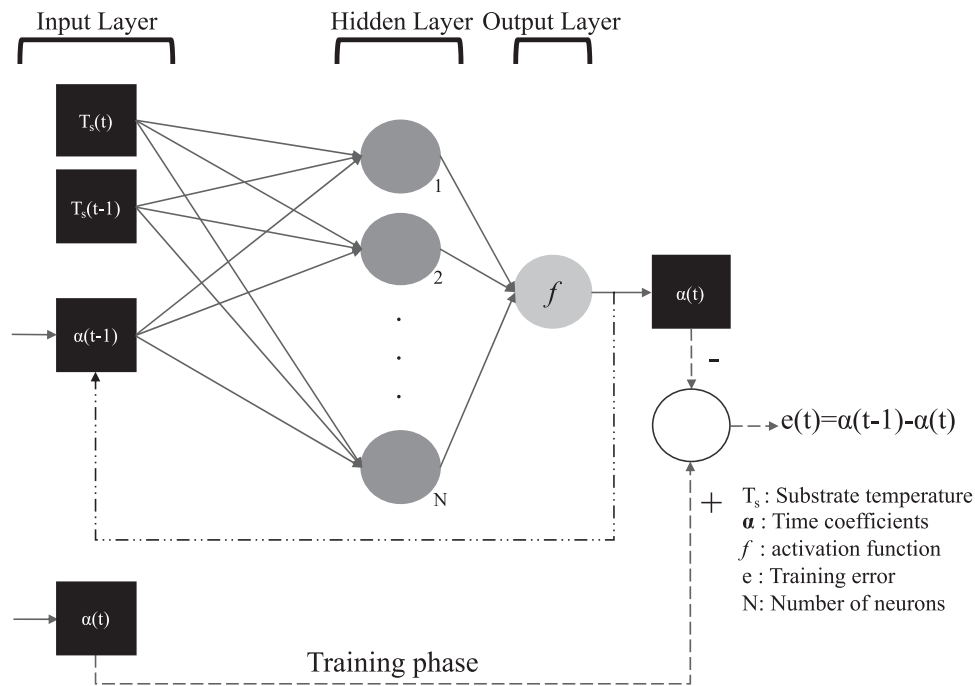 Input Layer
Hidden Layer
Output Layer
Tₛ(t)
1
Tₛ(t-1)
2
f
α(t)
α(t-1)
-
e(t)=α(t-1)-α(t)
N
+
Tₛ : Substrate temperature
α : Time coefficients
f : activation function
e : Training error
N: Number of neurons
α(t)
Training phase